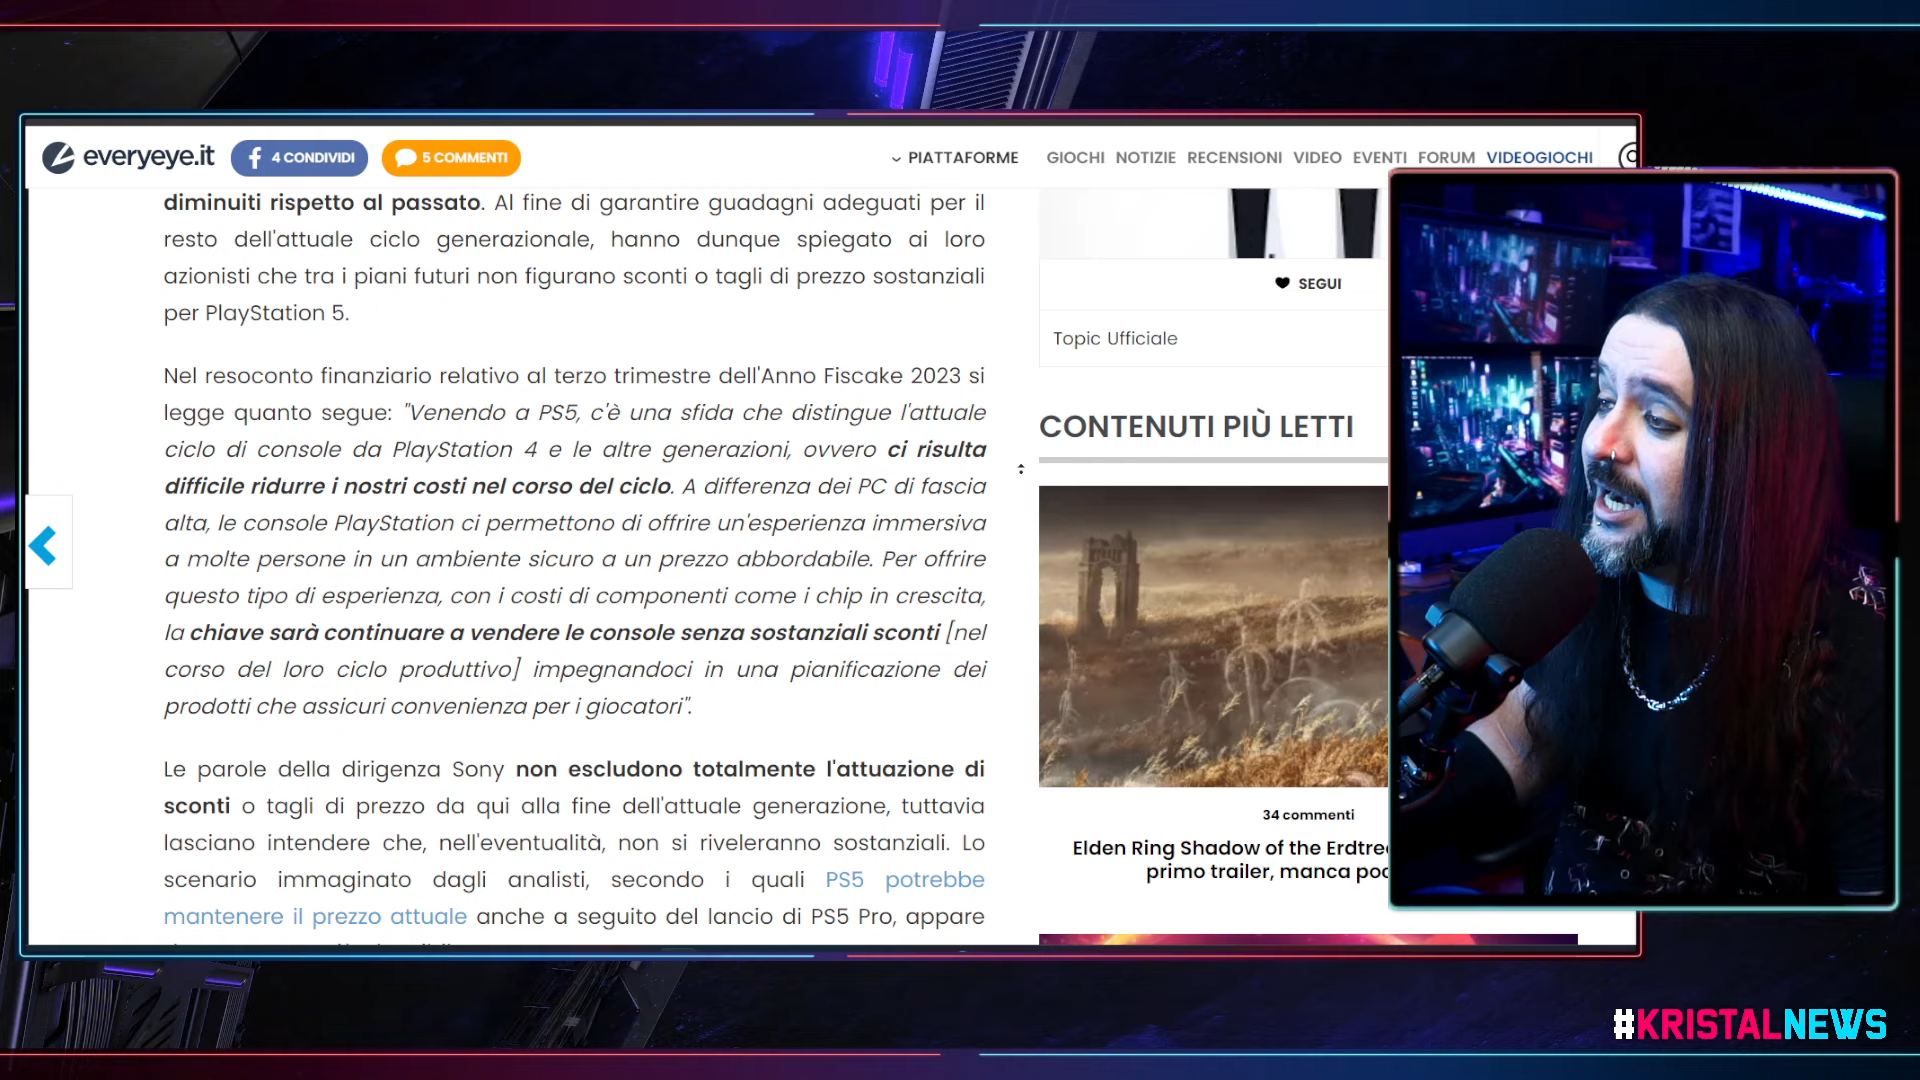 everyeye.it
4 CONDIVIDI
5 COMMENTI
PIATTAFORME
GIOCHI NOTIZIE RECENSIONI VIDEO EVENTI FORUM VIDEOGIOCHI
diminuiti rispetto al passato. Al fine di garantire guadagni adeguati per il
resto dell'attuale ciclo generazionale, hanno dunque spiegato ai loro
azionisti che tra i piani futuri non figurano sconti o tagli di prezzo sostanziali
per PlayStation 5.
Nel resoconto finanziario relativo al terzo trimestre dell'Anno Fiscake 2023 si
legge quanto segue: "Venendo a PS5, c'è una sfida che distingue l'attuale
ciclo di console da PlayStation 4 e le altre generazioni, ovvero ci risulta
difficile ridurre i nostri costi nel corso del ciclo. A differenza dei PC di fascia
alta, le console PlayStation ci permettono di offrire un'esperienza immersiva
a molte persone in un ambiente sicuro a un prezzo abbordabile. Per offrire
questo tipo di esperienza, con i costi di componenti come i chip in crescita,
la chiave sarà continuare a vendere le console senza sostanziali sconti [nel
corso del loro ciclo produttivo] impegnandoci in una pianificazione dei
prodotti che assicuri convenienza per i giocatori".
Le parole della dirigenza Sony non escludono totalmente l'attuazione di
sconti o tagli di prezzo da qui alla fine dell'attuale generazione, tuttavia
lasciano intendere che, nell'eventualità, non si riveleranno sostanziali. Lo
scenario immaginato dagli analisti, secondo i quali PS5 potrebbe
mantenere il prezzo attuale anche a seguito del lancio di PS5 Pro, appare
SEGUI
Topic Ufficiale
CONTENUTI PIÙ LETTI
34 commenti
Elden Ring Shadow of the Erdtre
primo trailer, manca poc
#KRISTALNEWS